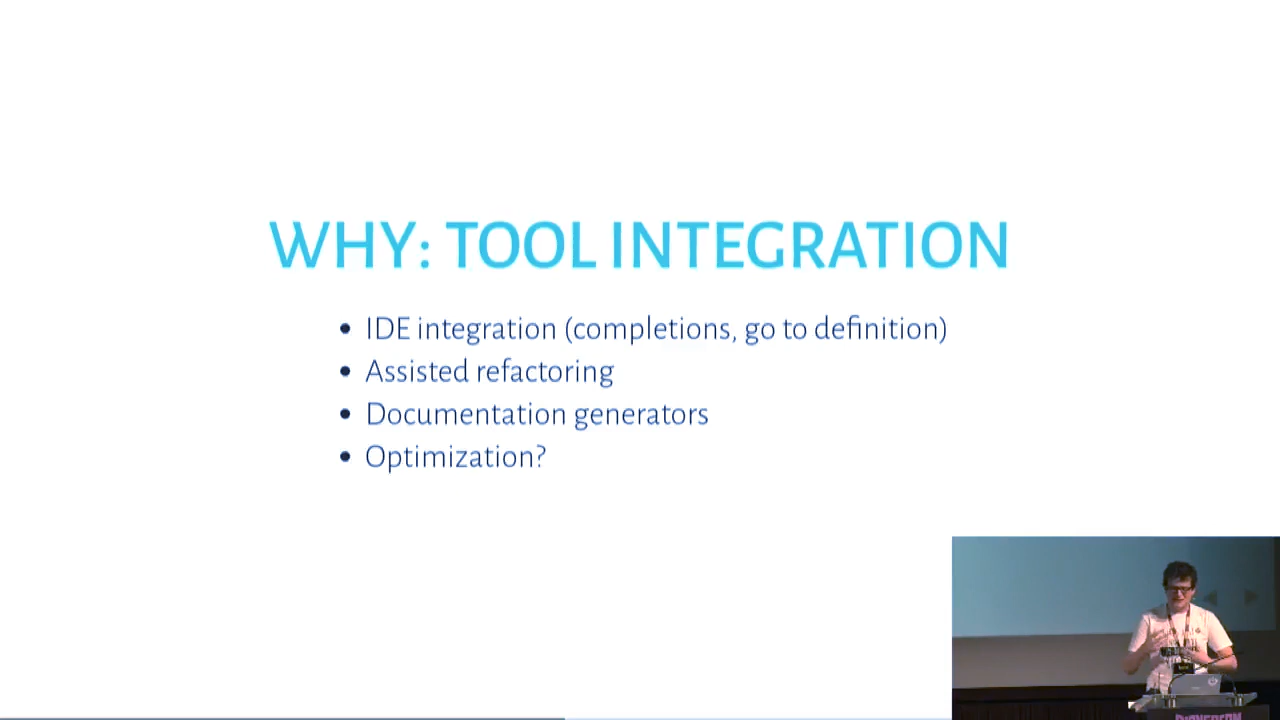 WHY: TOOL INTEGRATION
IDE integration (completions, go to definition)
Assisted refactoring
Documentation generators
Optimization?